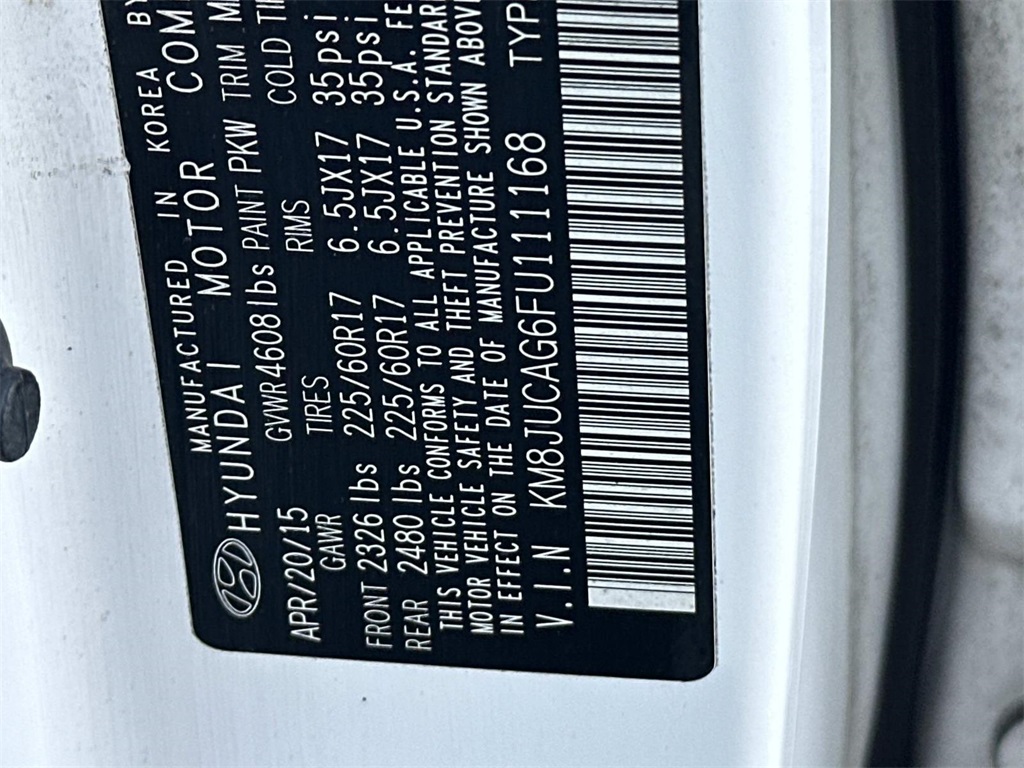 MANUFACTURED IN KOREA BY
HYUNDAI MOTOR
APR/20/15 GVWR 4608 lbs PAINT PKW TRIM
GAWR TIRES RIMS COLD
FRONT 2326 lbs 225/60R17 6.5JX17 35psi
REAR 2480 lbs 225/60R17 6.5JX17 35psi
THIS VEHICLE CONFORMS TO ALL APPLICABLE U.S.A. FE
MOTOR VEHICLE SAFETY AND THEFT PREVENTION STANDAR
IN EFFECT ON THE DATE OF MANUFACTURE SHOWN ABOV
V.I.N KM8JUCAG6FU111168 TYP